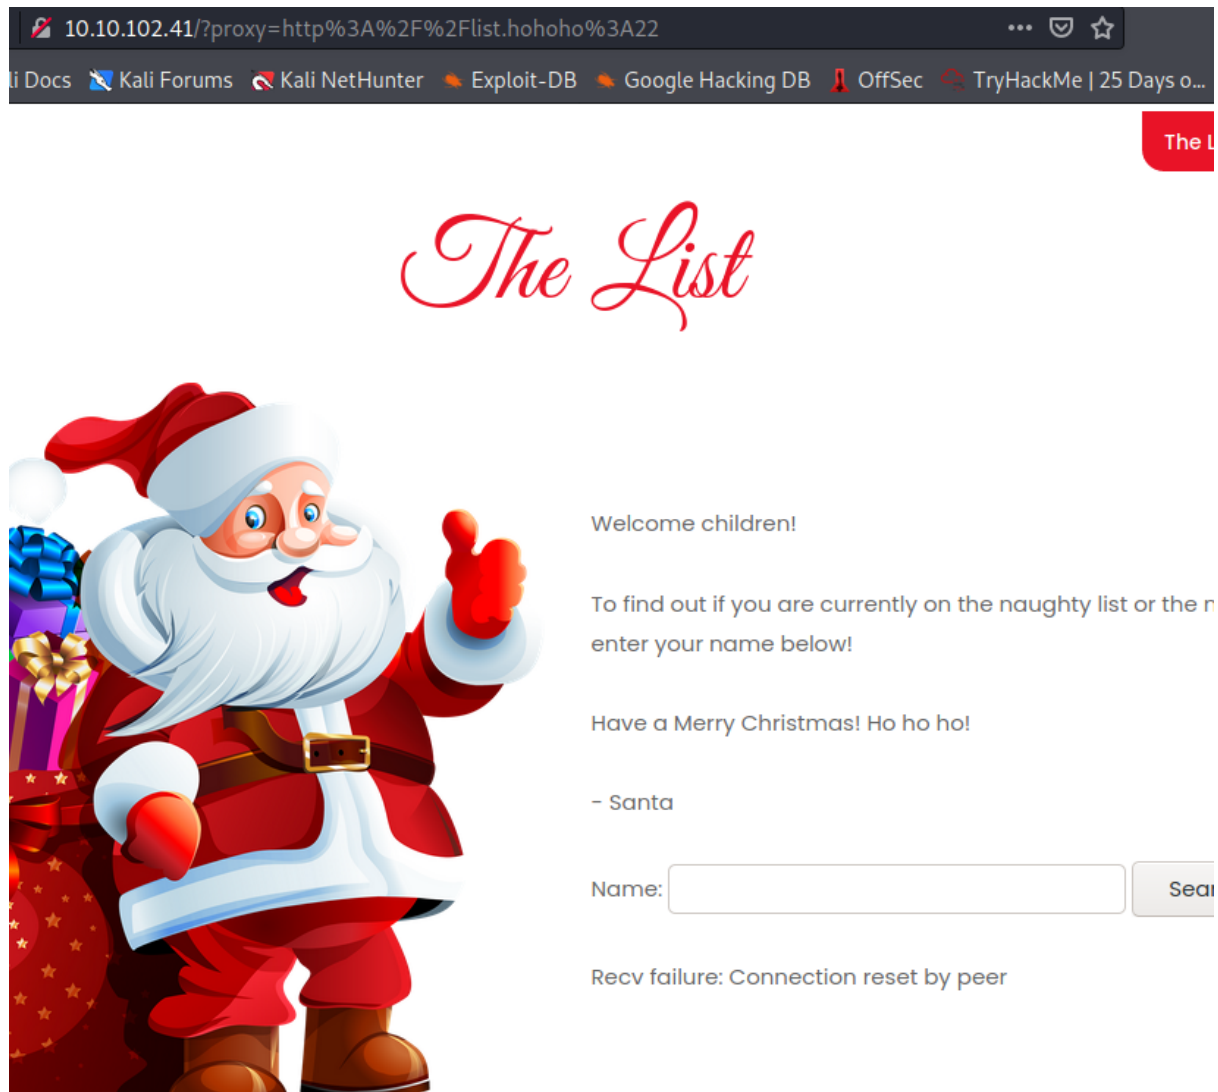 10.10.102.41/?proxy=http%3A%2F%2Flist.hohoho%3A22
Docs Kali Forums Kali NetHunter Exploit-DB Google Hacking DB OffSec TryHackMe | 25 Days o...
The
The List
Welcome children!
To find out if you are currently on the naughty list or the
enter your name below!
Have a Merry Christmas! Ho ho ho!
- Santa
Name:
Recv failure: Connection reset by peer